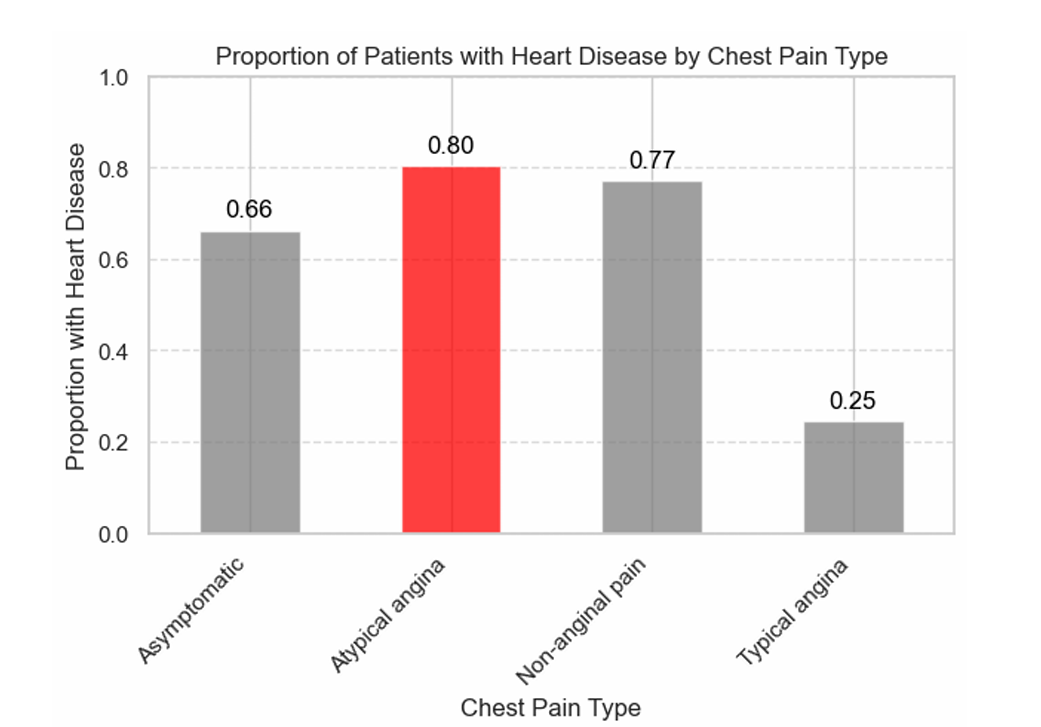 Proportion of Patients with Heart Disease by Chest Pain Type
Proportion with Heart Disease
1.0
0.8
0.6
0.4
0.2
0.0
0.66
0.80
0.77
0.25
Asymptomatic
Atypical angina
Non-anginal pain
Typical angina
Chest Pain Type